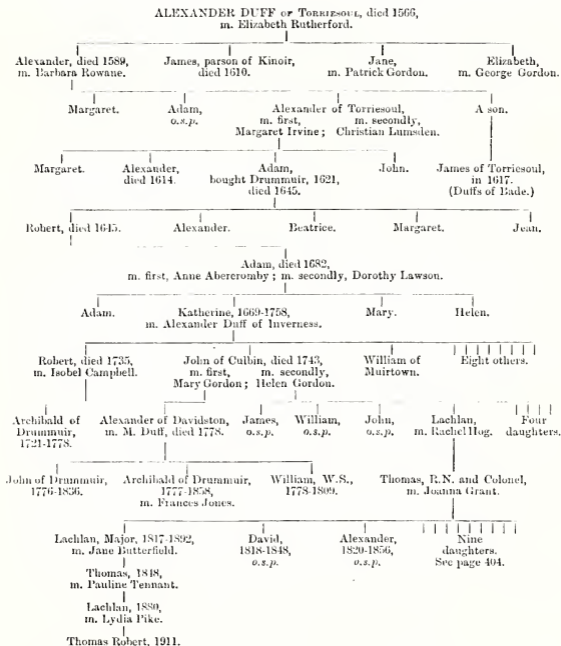 ALEXANDER DUFF OF TORRIESOUL, died 1566,
m. Elizabeth Rutherford.
Alexander, died 1589, James, parson of Kinoir, Jane, Elizabeth,
m. Barbara Rowane. died 1610. m. Patrick Gordon. m. George Gordon.
Margaret. Adam, Alexander of Torriesoul, A son.
o.s.p. m. first, m. secondly,
Margaret Irvine; Christian Lumsden.
Margaret. Alexander, Adam, John. James of Torriesoul,
died 1614. bought Drummuir, 1621, in 1617.
died 1645. (Duffs of Bade.)
Robert, died 1645. Alexander. Beatrice. Margaret. Jean.
Adam, died 1682,
m. first, Anne Abercromby; m. secondly, Dorothy Lawson.
Adam. Katherine, 1669-1758, Mary. Helen.
m. Alexander Duff of Inverness.
Robert, died 1735, John of Culbin, died 1743, William of Eight others.
m. Isobel Campbell. m. first, m. secondly, Muirtown.
Mary Gordon; Helen Gordon.
Archibald of Alexander of Davidston, James, William, John, Lachlan, Four
Drummuir, m. M. Duff, died 1778. o.s.p. o.s.p. o.s.p. m. Rachel Hog. daughters.
1721-1778.
John of Drummuir, Archibald of Drummuir, William, W.S., Thomas, R.N. and Colonel,
1776-1836. 1777-1858, 1778-1809. m. Joanna Grant.
m. Frances Jones.
Lachlan, Major, 1817-1892, David, Alexander, Nine
m. Jane Butterfield. 1818-1848, 1820-1856, daughters.
o.s.p. o.s.p. See page 404.
Thomas, 1848,
m. Pauline Tennant.
Lachlan, 1880,
m. Lydia Pike.
Thomas Robert, 1911.